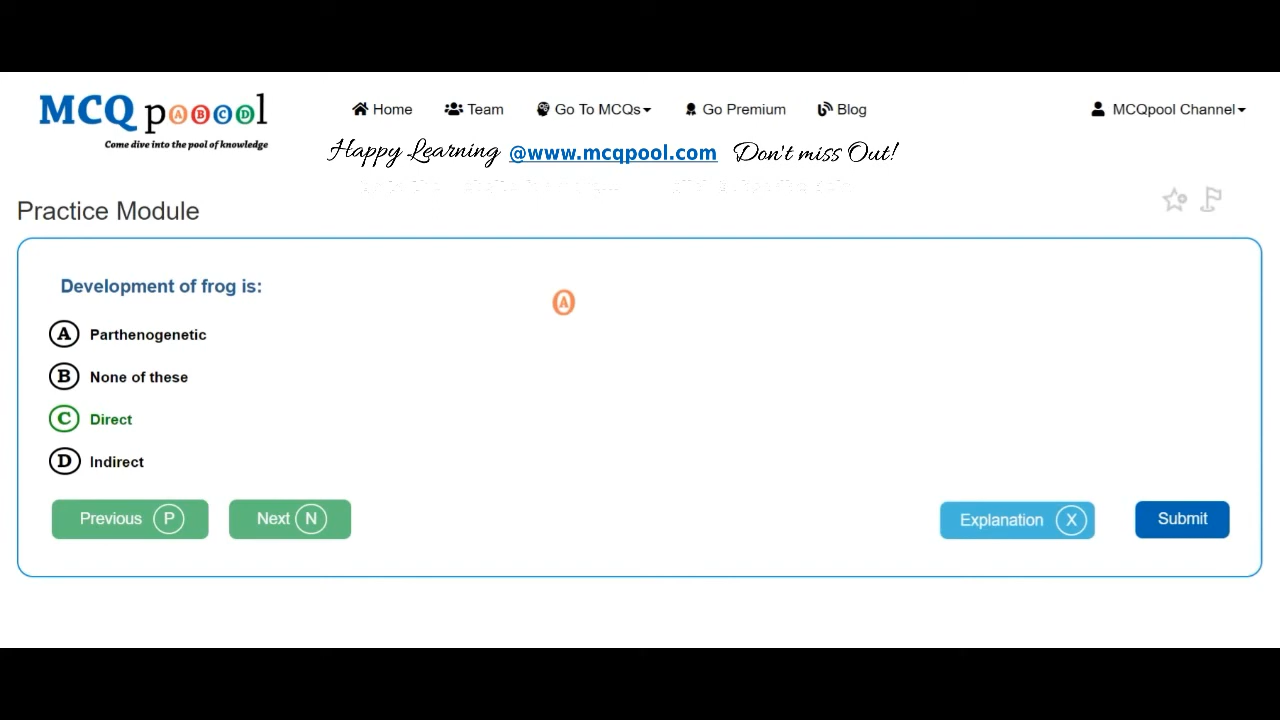 MCQ pABCDl
Come dive into the pool of knowledge
Home Team Go To MCQs Go Premium Blog MCQpool Channel
Happy Learning @www.mcqpool.com Don't miss Out!
Practice Module
Development of frog is:
A
A Parthenogenetic
B None of these
C Direct
D Indirect
Previous P Next N Explanation X Submit